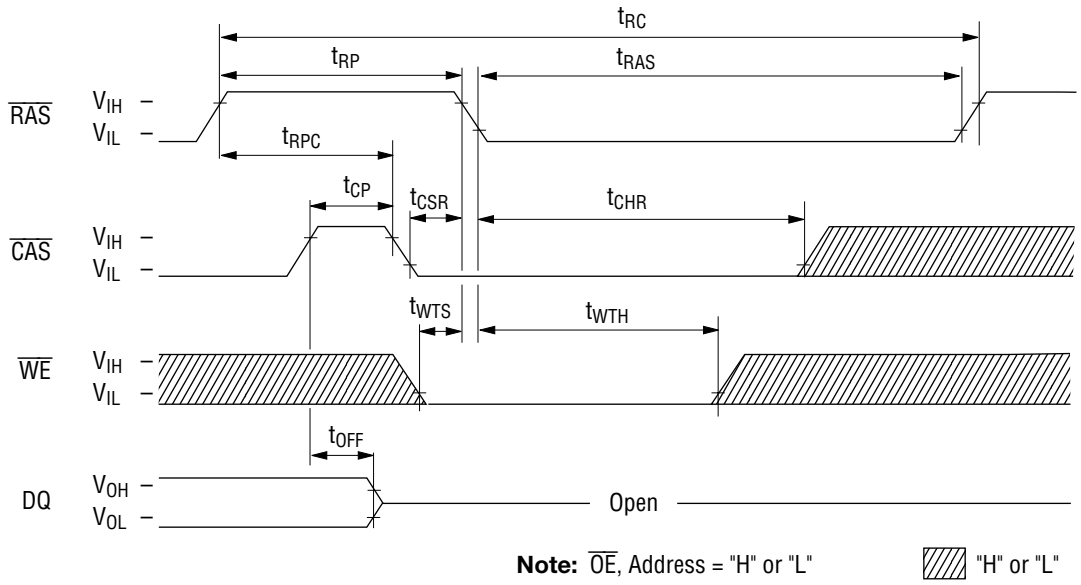 tRC
tRP
tRAS
RAS
VIH
VIL
tRPC
tCP
tCSR
tCHR
CAS
VIH
VIL
tWTS
tWTH
WE
VIH
VIL
tOFF
DQ
VOH
VOL
Open
Note: OE, Address = "H" or "L"
"H" or "L"